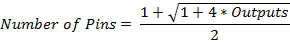 Number of Pins = (1 + √(1 + 4 * Outputs)) / 2